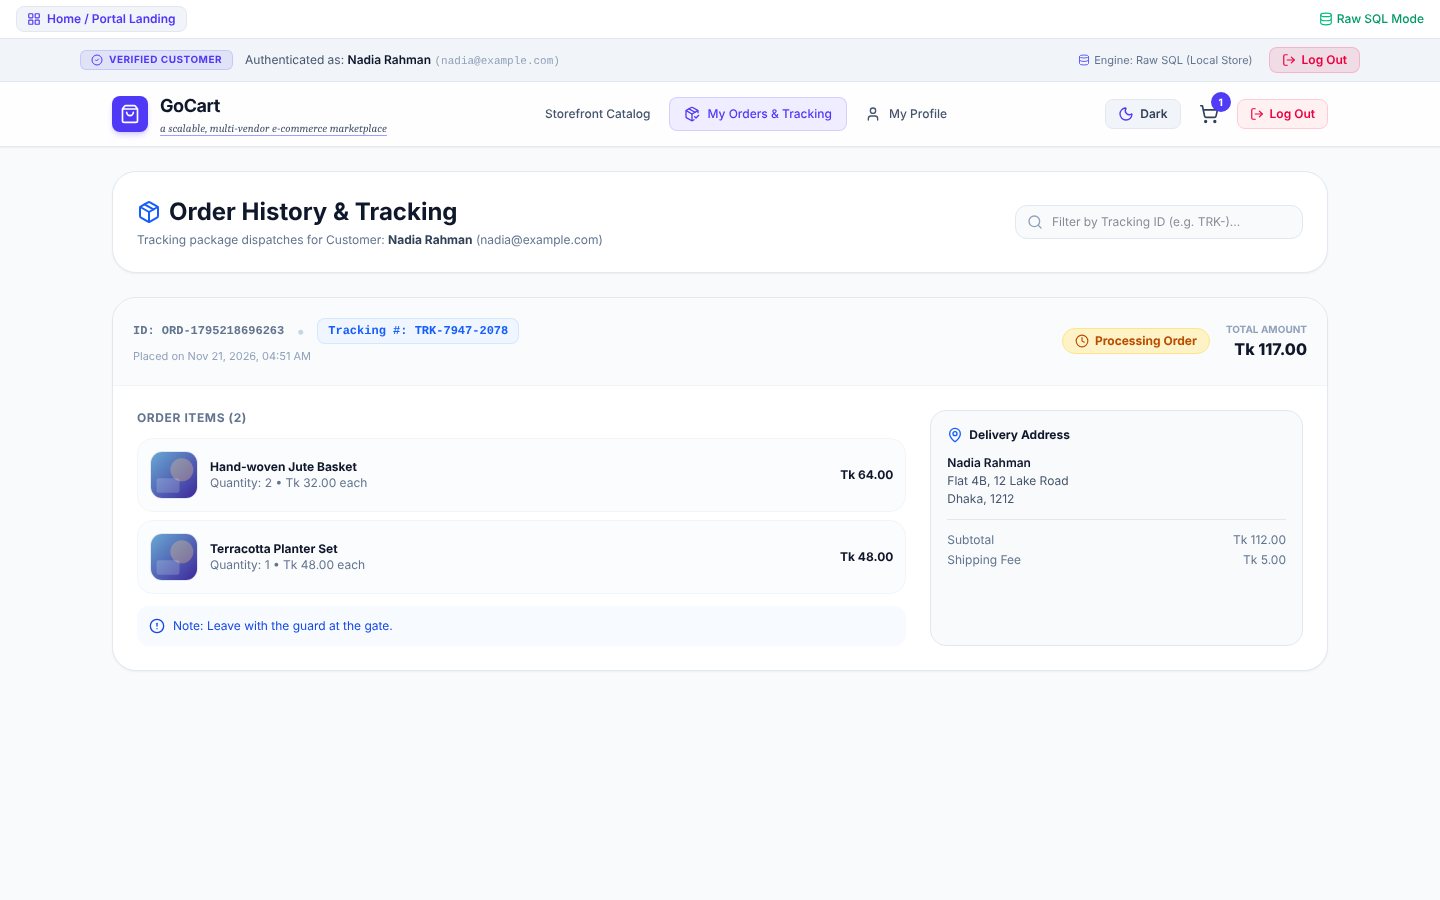 Home / Portal Landing
Raw SQL Mode
VERIFIED CUSTOMER
Authenticated as: Nadia Rahman (nadia@example.com)
Engine: Raw SQL (Local Store)
Log Out
GoCart
a scalable, multi-vendor e-commerce marketplace
Storefront Catalog
My Orders & Tracking
My Profile
Dark
1
Log Out
Order History & Tracking
Tracking package dispatches for Customer: Nadia Rahman (nadia@example.com)
Filter by Tracking ID (e.g. TRK-)...
ID: ORD-1795218696263
Tracking #: TRK-7947-2078
Placed on Nov 21, 2026, 04:51 AM
Processing Order
TOTAL AMOUNT
Tk 117.00
ORDER ITEMS (2)
Hand-woven Jute Basket
Quantity: 2 • Tk 32.00 each
Tk 64.00
Terracotta Planter Set
Quantity: 1 • Tk 48.00 each
Tk 48.00
Note: Leave with the guard at the gate.
Delivery Address
Nadia Rahman
Flat 4B, 12 Lake Road
Dhaka, 1212
Subtotal Tk 112.00
Shipping Fee Tk 5.00